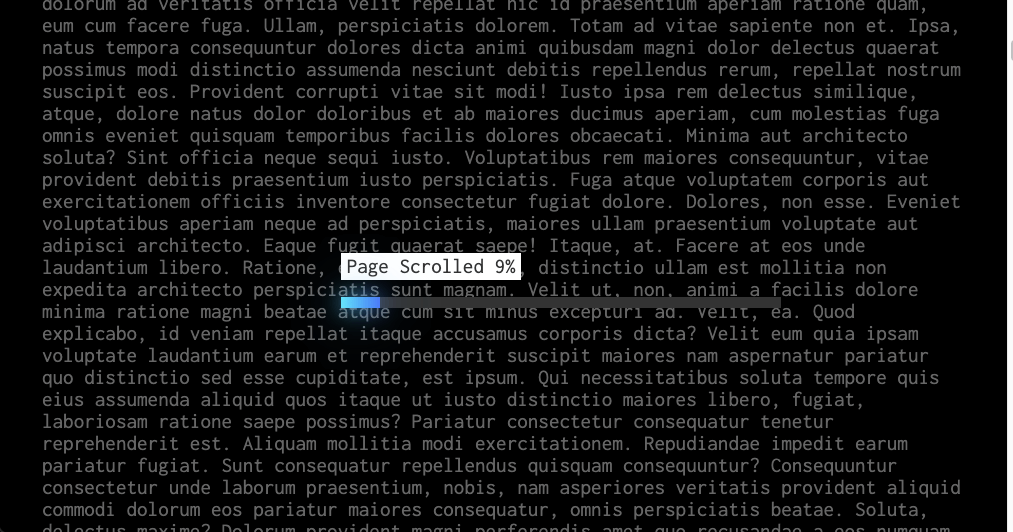 dolorum ad veritatis officia velit repellat hic id praesentium aperiam ratione quam,
eum cum facere fuga. Ullam, perspiciatis dolorem. Totam ad vitae sapiente non et. Ipsa,
natus tempora consequuntur dolores dicta animi quibusdam magni dolor delectus quaerat
possimus modi distinctio assumenda nesciunt debitis repellendus rerum, repellat nostrum
suscipit eos. Provident corrupti vitae sit modi! Iusto ipsa rem delectus similique,
atque, dolore natus dolor doloribus et ab maiores ducimus aperiam, cum molestias fuga
omnis eveniet quisquam temporibus facilis dolores obcaecati. Minima aut architecto
soluta? Sint officia neque sequi iusto. Voluptatibus rem maiores consequuntur, vitae
provident debitis praesentium iusto perspiciatis. Fuga atque voluptatem corporis aut
exercitationem officiis inventore consectetur fugiat dolore. Dolores, non esse. Eveniet
voluptatibus aperiam neque ad perspiciatis, maiores ullam praesentium voluptate aut
adipisci architecto. Eaque fugit quaerat saepe! Itaque, at. Facere at eos unde
laudantium libero. Ratione, distinctio ullam est mollitia non
Page Scrolled 9%
expedita architecto perspiciatis sunt magnam. Velit ut, non, animi a facilis dolore
minima ratione magni beatae atque cum sit minus excepturi ad. Velit, ea. Quod
explicabo, id veniam repellat itaque accusamus corporis dicta? Velit eum quia ipsam
voluptate laudantium earum et reprehenderit suscipit maiores nam aspernatur pariatur
quo distinctio sed esse cupiditate, est ipsum. Qui necessitatibus soluta tempore quis
eius assumenda aliquid quos itaque ut iusto distinctio maiores libero, fugiat,
laboriosam ratione saepe possimus? Pariatur consectetur consequatur tenetur
reprehenderit est. Aliquam mollitia modi exercitationem. Repudiandae impedit earum
pariatur fugiat. Sunt consequatur repellendus quisquam consequuntur? Consequuntur
consectetur unde laborum praesentium, nobis, nam asperiores veritatis provident aliquid
commodi dolorum eos pariatur maiores corporis, omnis perspiciatis beatae. Soluta,
delectus maxime? Dolorum provident magni perferendis amet quo recusandae a eos numquam